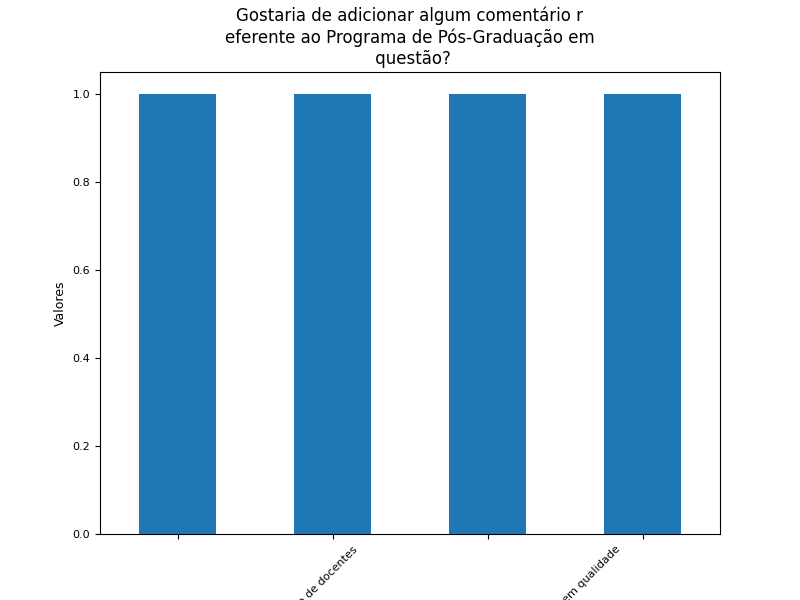 Gostaria de adicionar algum comentário r
eferente ao Programa de Pós-Graduação em
questão?
1.0
0.8
0.6
0.4
0.2
0.0
Valores
de docentes
em qualidade